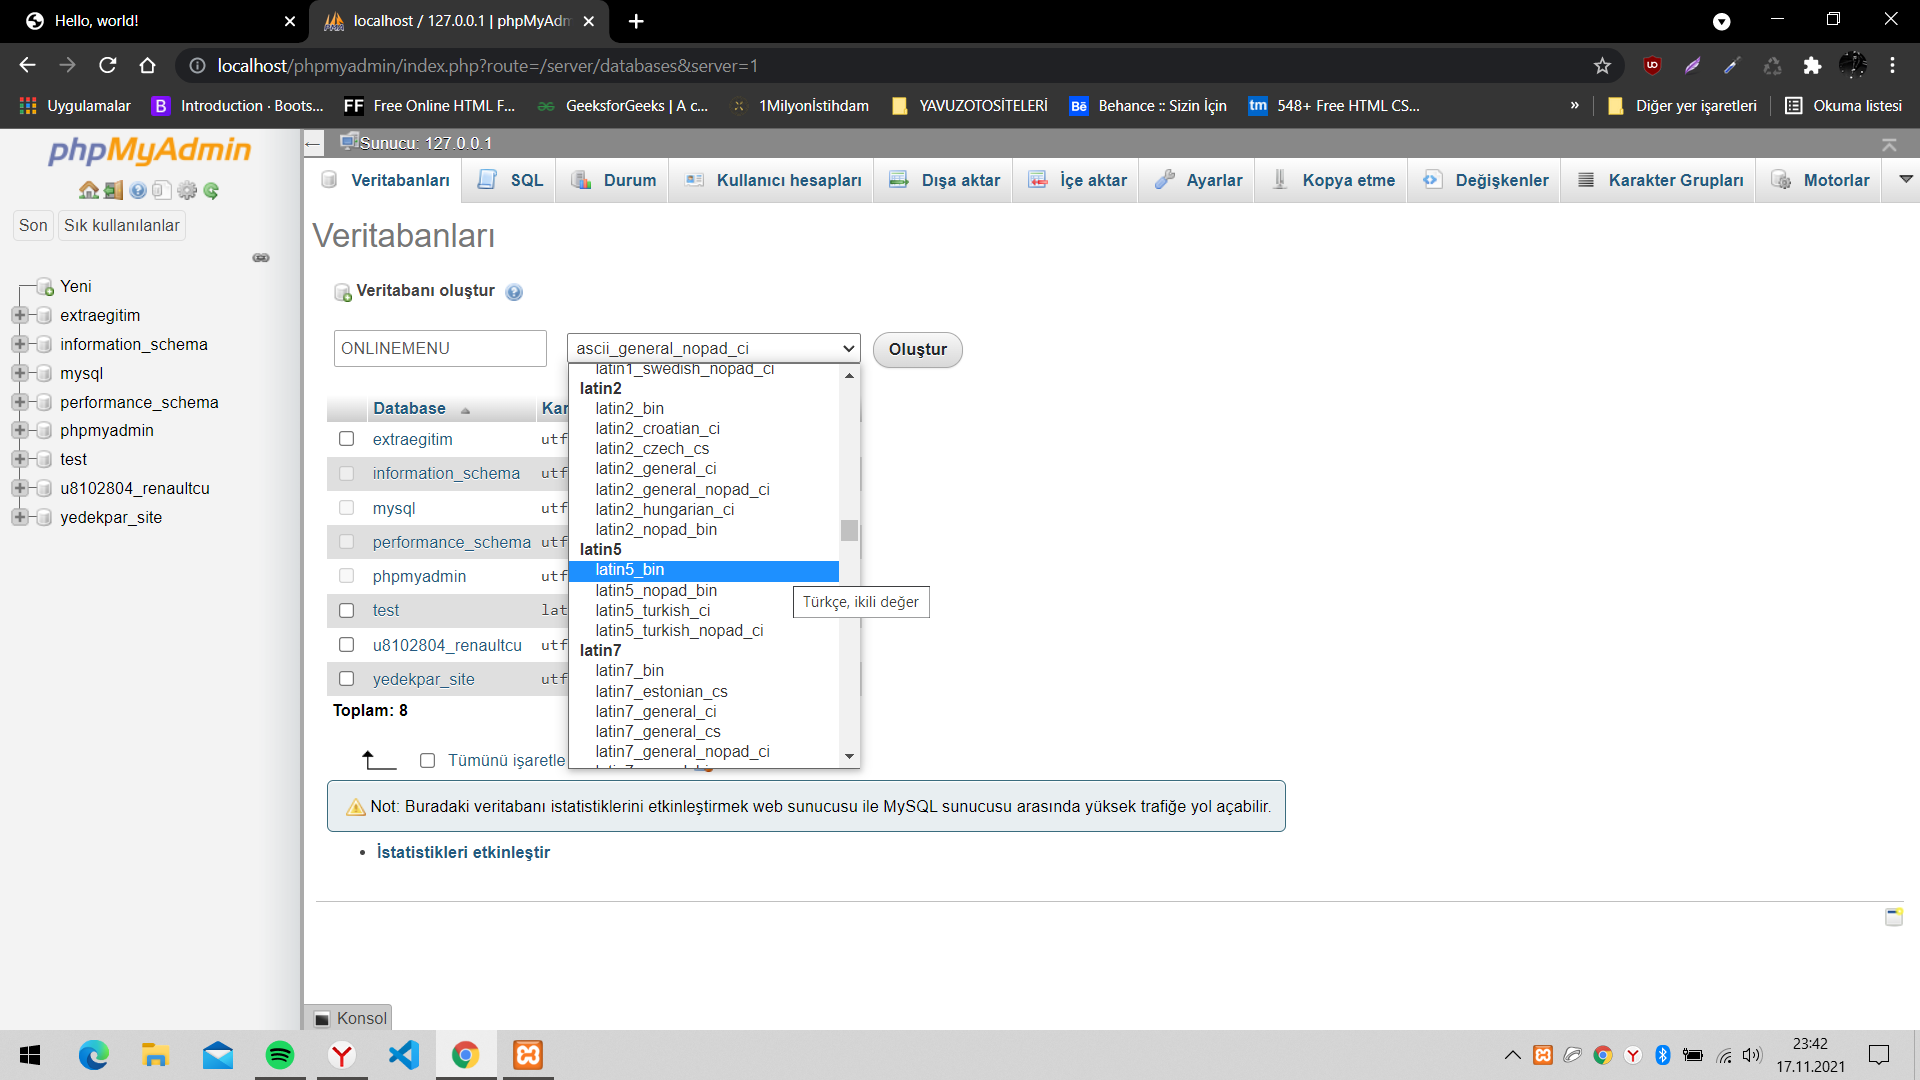 Hello, world!
localhost / 127.0.0.1 | phpMyAdm
localhost/phpmyadmin/index.php?route=/server/databases&server=1
Uygulamalar
B Introduction · Boots...
FF Free Online HTML F...
GeeksforGeeks | A c...
1Milyonİstihdam
YAVUZOTOSİTELERİ
Bē Behance :: Sizin İçin
tm 548+ Free HTML CS...
»
Diğer yer işaretleri
Okuma listesi
phpMyAdmin
Son
Sık kullanılanlar
Yeni
extraegitim
information_schema
mysql
performance_schema
phpmyadmin
test
u8102804_renaultcu
yedekpar_site
Sunucu: 127.0.0.1
Veritabanları
SQL
Durum
Kullanıcı hesapları
Dışa aktar
İçe aktar
Ayarlar
Kopya etme
Değişkenler
Karakter Grupları
Motorlar
Veritabanları
Veritabanı oluştur
ONLINEMENU
ascii_general_nopad_ci
Oluştur
latin1_swedish_nopad_ci
latin2
latin2_bin
latin2_croatian_ci
latin2_czech_cs
latin2_general_ci
latin2_general_nopad_ci
latin2_hungarian_ci
latin2_nopad_bin
latin5
latin5_bin
latin5_nopad_bin
latin5_turkish_ci
latin5_turkish_nopad_ci
latin7
latin7_bin
latin7_estonian_cs
latin7_general_ci
latin7_general_cs
latin7_general_nopad_ci
Türkçe, ikili değer
Database Kar
extraegitim utf
information_schema utf
mysql utf
performance_schema utf
phpmyadmin utf
test lat
u8102804_renaultcu utf
yedekpar_site utf
Toplam: 8
Tümünü işaretle
Not: Buradaki veritabanı istatistiklerini etkinleştirmek web sunucusu ile MySQL sunucusu arasında yüksek trafiğe yol açabilir.
• İstatistikleri etkinleştir
Konsol
23:42
17.11.2021